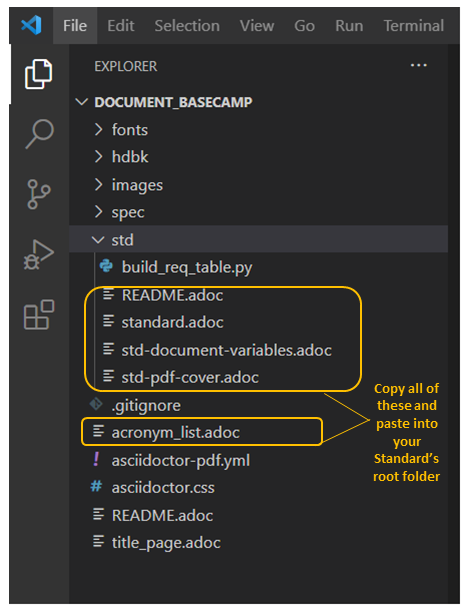 File Edit Selection View Go Run Terminal
EXPLORER ...
DOCUMENT_BASECAMP
fonts
hdbk
images
spec
std
build_req_table.py
README.adoc
standard.adoc
std-document-variables.adoc
std-pdf-cover.adoc
.gitignore
acronym_list.adoc
! asciidoctor-pdf.yml
# asciidoctor.css
README.adoc
title_page.adoc
Copy all of
these and
paste into
your
Standard’s
root folder